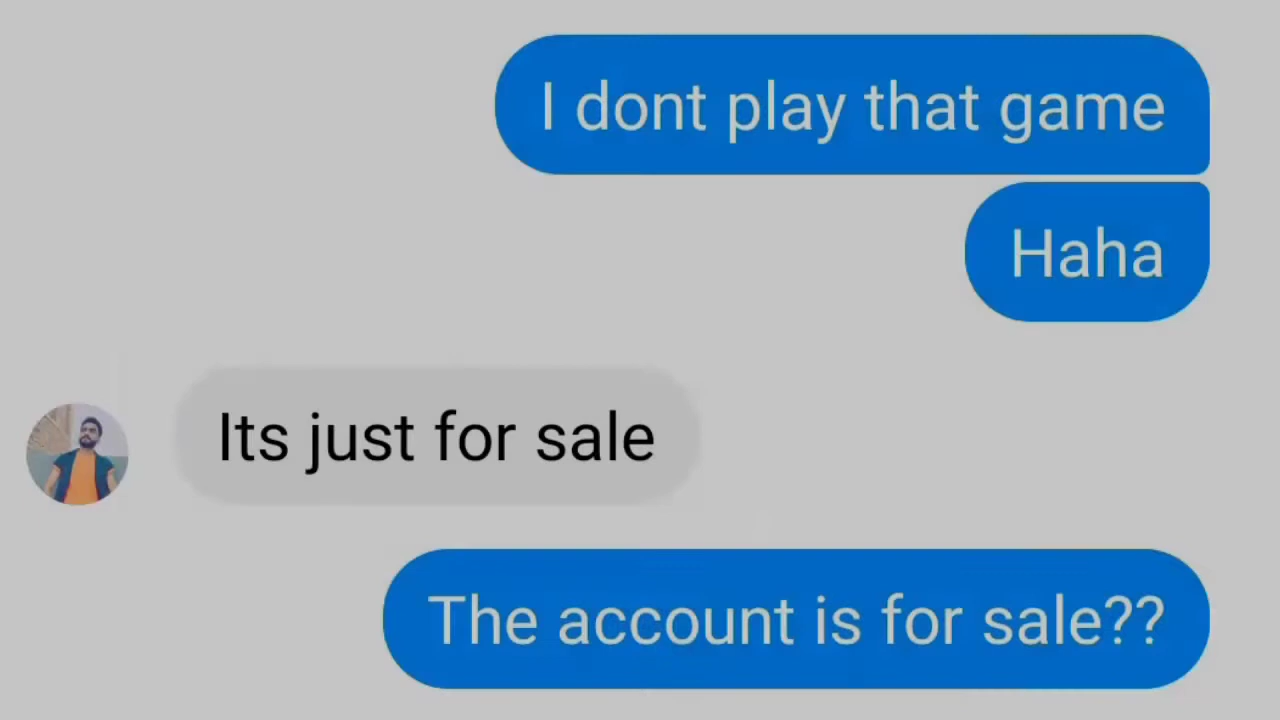 I dont play that game
Haha
Its just for sale
The account is for sale??